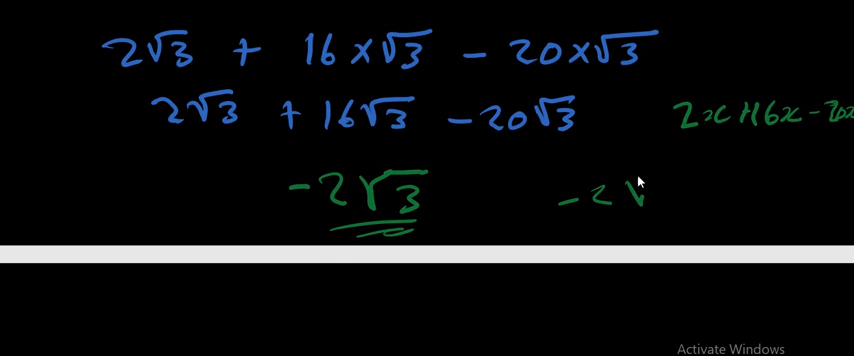 2√3 + 16×√3 - 20×√3
2√3 + 16√3 - 20√3
2x+16x-20x
-2√3
-2√
Activate Windows